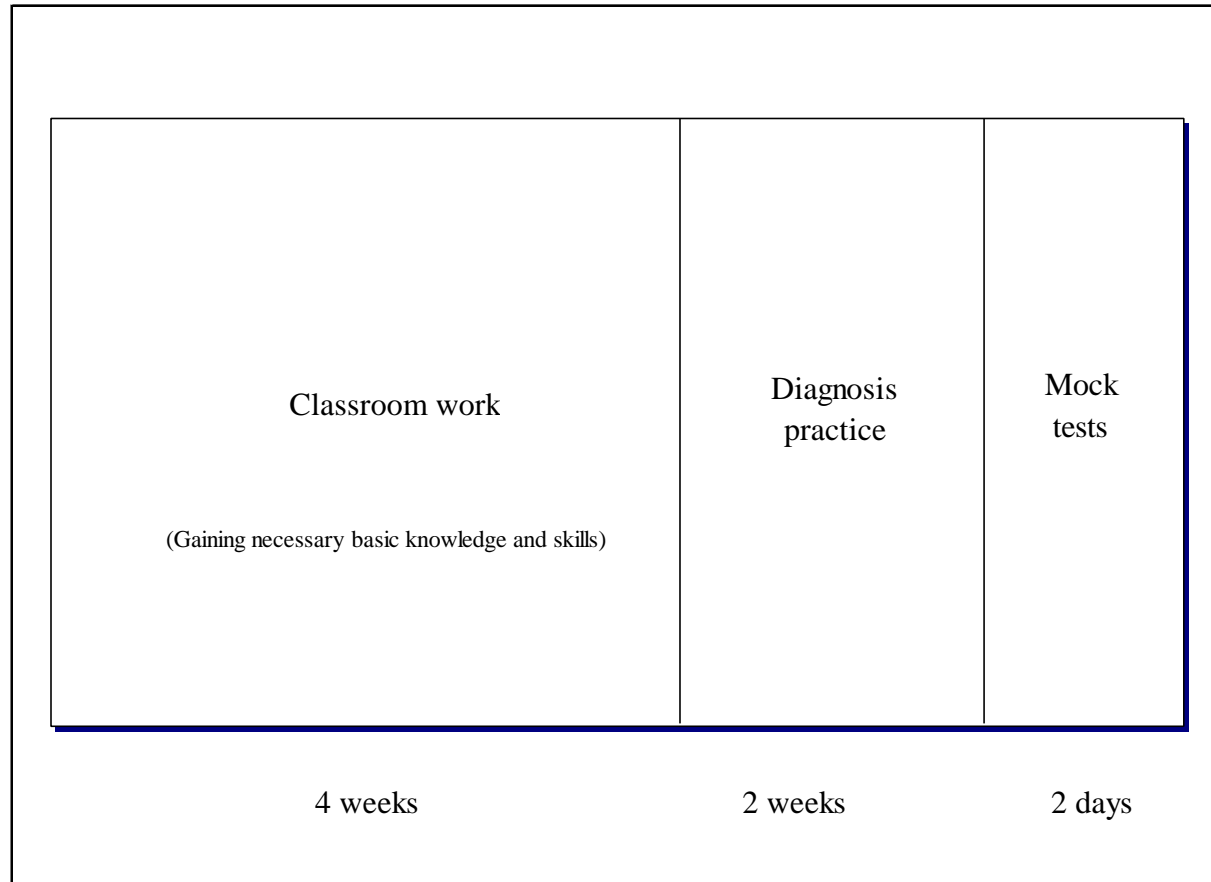 Classroom work
(Gaining necessary basic knowledge and skills)
Diagnosis
practice
Mock
tests
4 weeks
2 weeks
2 days